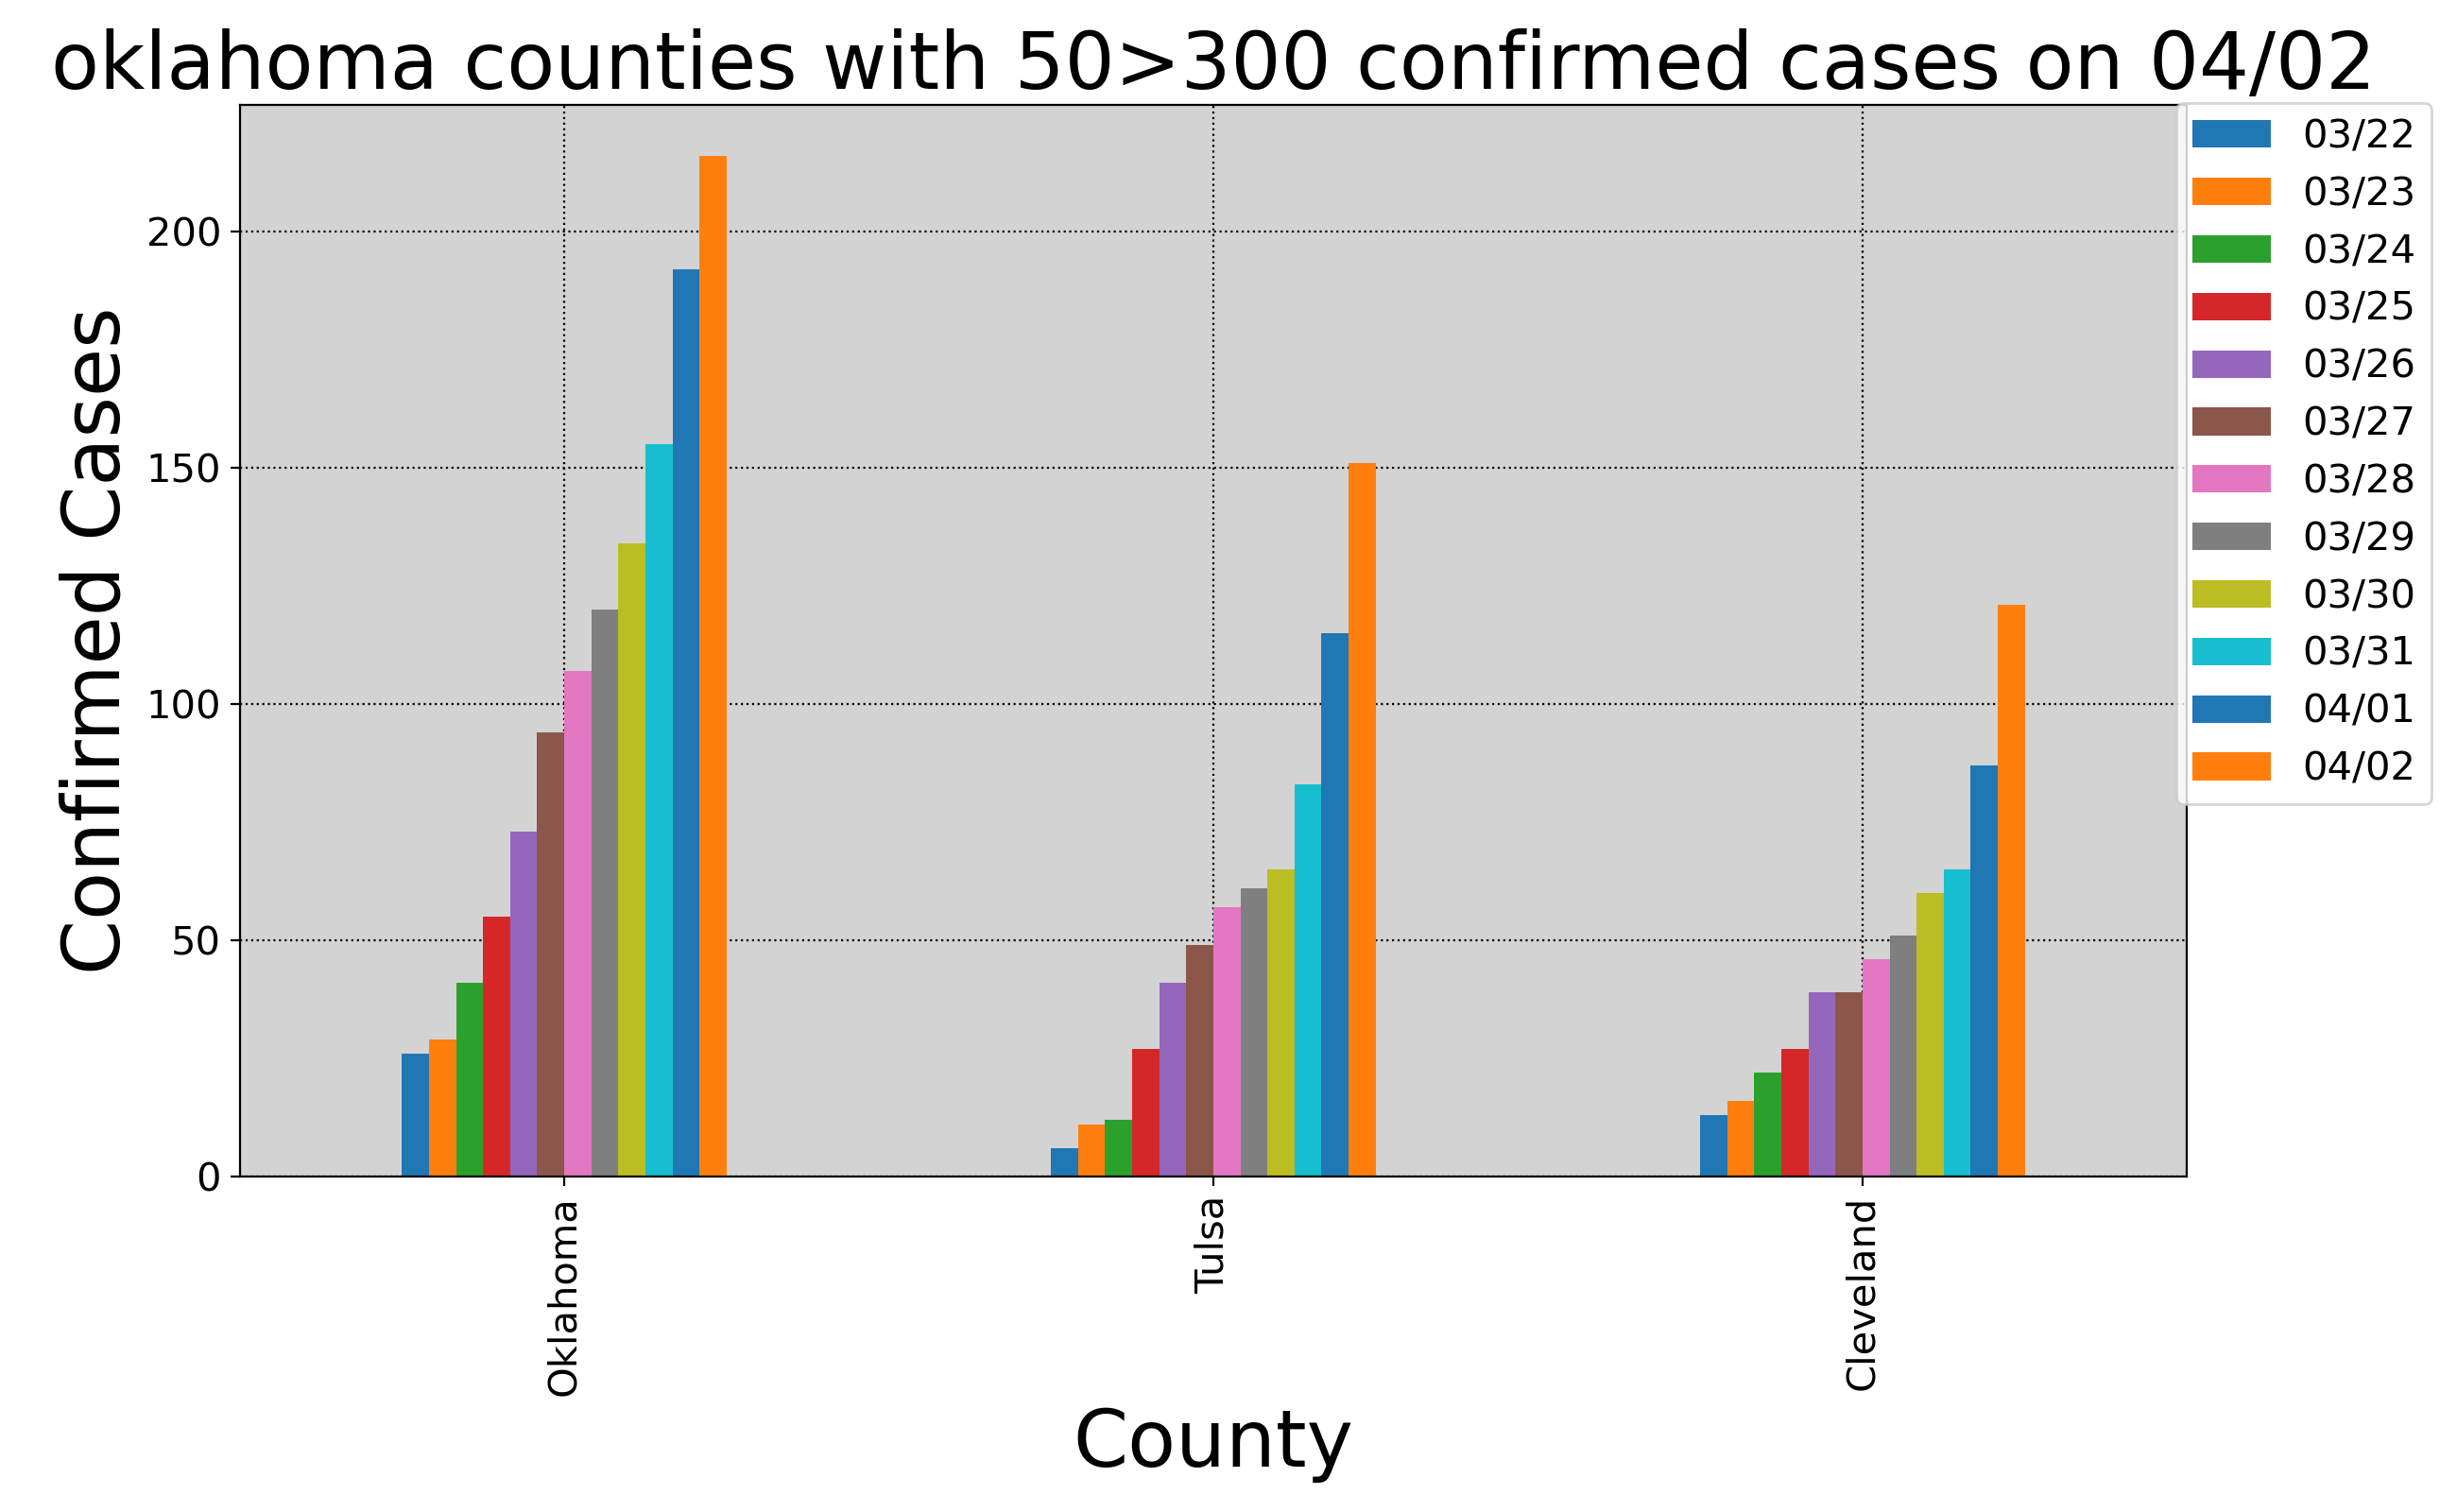 oklahoma counties with 50>300 confirmed cases on 04/02
Confirmed Cases
200
150
100
50
0
03/22
03/23
03/24
03/25
03/26
03/27
03/28
03/29
03/30
03/31
04/01
04/02
Oklahoma
Tulsa
Cleveland
County